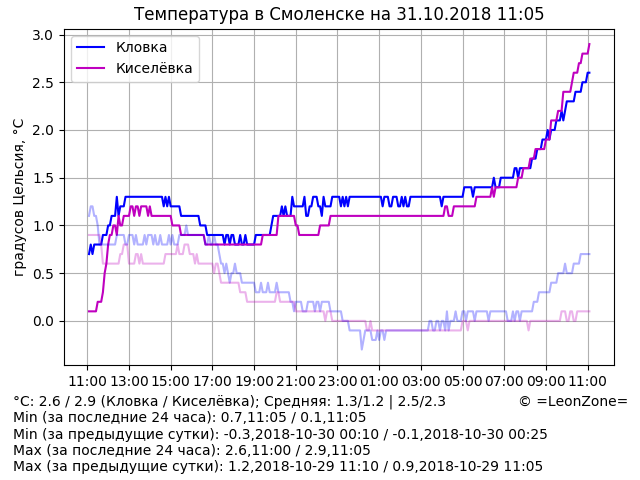 Температура в Смоленске на 31.10.2018 11:05
Кловка
Киселёвка
градусов Цельсия, °C
3.0
2.5
2.0
1.5
1.0
0.5
0.0
11:00 13:00 15:00 17:00 19:00 21:00 23:00 01:00 03:00 05:00 07:00 09:00 11:00
°C: 2.6 / 2.9 (Кловка / Киселёвка); Средняя: 1.3/1.2 | 2.5/2.3 © =LeonZone=
Min (за последние 24 часа): 0.7,11:05 / 0.1,11:05
Min (за предыдущие сутки): -0.3,2018-10-30 00:10 / -0.1,2018-10-30 00:25
Max (за последние 24 часа): 2.6,11:00 / 2.9,11:05
Max (за предыдущие сутки): 1.2,2018-10-29 11:10 / 0.9,2018-10-29 11:05